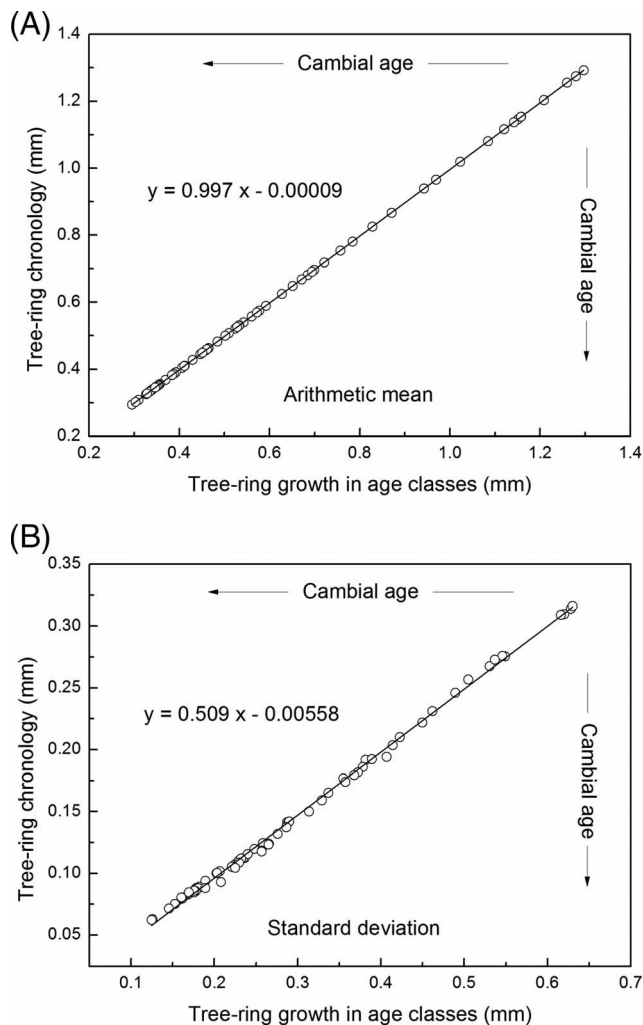 (A)
1.4
1.2
1.0
0.8
0.6
0.4
0.2
Tree-ring chronology (mm)
Cambial age
y = 0.997 x - 0.00009
Cambial age
Arithmetic mean
0.2 0.4 0.6 0.8 1.0 1.2 1.4
Tree-ring growth in age classes (mm)
(B)
0.35
0.30
0.25
0.20
0.15
0.10
0.05
Tree-ring chronology (mm)
Cambial age
y = 0.509 x - 0.00558
Cambial age
Standard deviation
0.1 0.2 0.3 0.4 0.5 0.6 0.7
Tree-ring growth in age classes (mm)